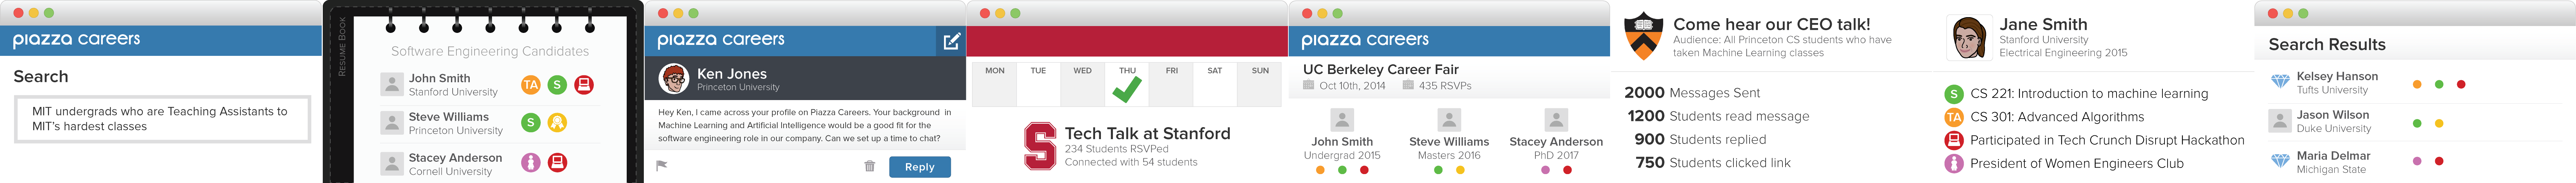 piazza careers
Search
MIT undergrads who are Teaching Assistants to
MIT's hardest classes
RESUME BOOK
Software Engineering Candidates
John Smith
Stanford University
TA S
Steve Williams
Princeton University
S
Stacey Anderson
Cornell University
piazza careers
Ken Jones
Princeton University
Hey Ken, I came across your profile on Piazza Careers. Your background in
Machine Learning and Artificial Intelligence would be a good fit for the
software engineering role in our company. Can we set up a time to chat?
Reply
MON TUE WED THU FRI SAT SUN
S
Tech Talk at Stanford
234 Students RSVPed
Connected with 54 students
piazza careers
UC Berkeley Career Fair
Oct 10th, 2014 435 RSVPs
John Smith
Undergrad 2015
Steve Williams
Masters 2016
Stacey Anderson
PhD 2017
Come hear our CEO talk!
Audience: All Princeton CS students who have
taken Machine Learning classes
2000 Messages Sent
1200 Students read message
900 Students replied
750 Students clicked link
Jane Smith
Stanford University
Electrical Engineering 2015
S CS 221: Introduction to machine learning
TA CS 301: Advanced Algorithms
Participated in Tech Crunch Disrupt Hackathon
President of Women Engineers Club
Search Results
Kelsey Hanson
Tufts University
Jason Wilson
Duke University
Maria Delmar
Michigan State